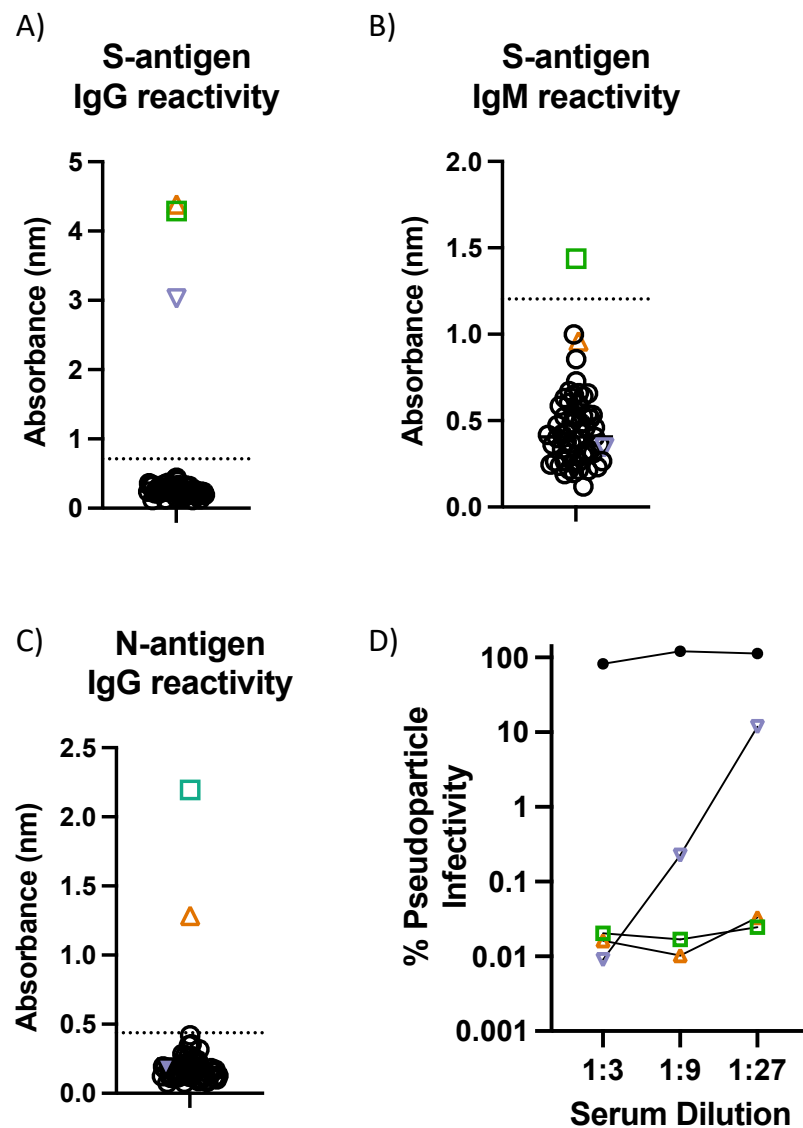 A)
S-antigen
IgG reactivity
Absorbance (nm)
5
4
3
2
1
0
B)
S-antigen
IgM reactivity
Absorbance (nm)
2.0
1.5
1.0
0.5
0.0
C)
N-antigen
IgG reactivity
Absorbance (nm)
2.5
2.0
1.5
1.0
0.5
0.0
D)
% Pseudoparticle
Infectivity
100
10
1
0.1
0.01
0.001
1:3 1:9 1:27
Serum Dilution